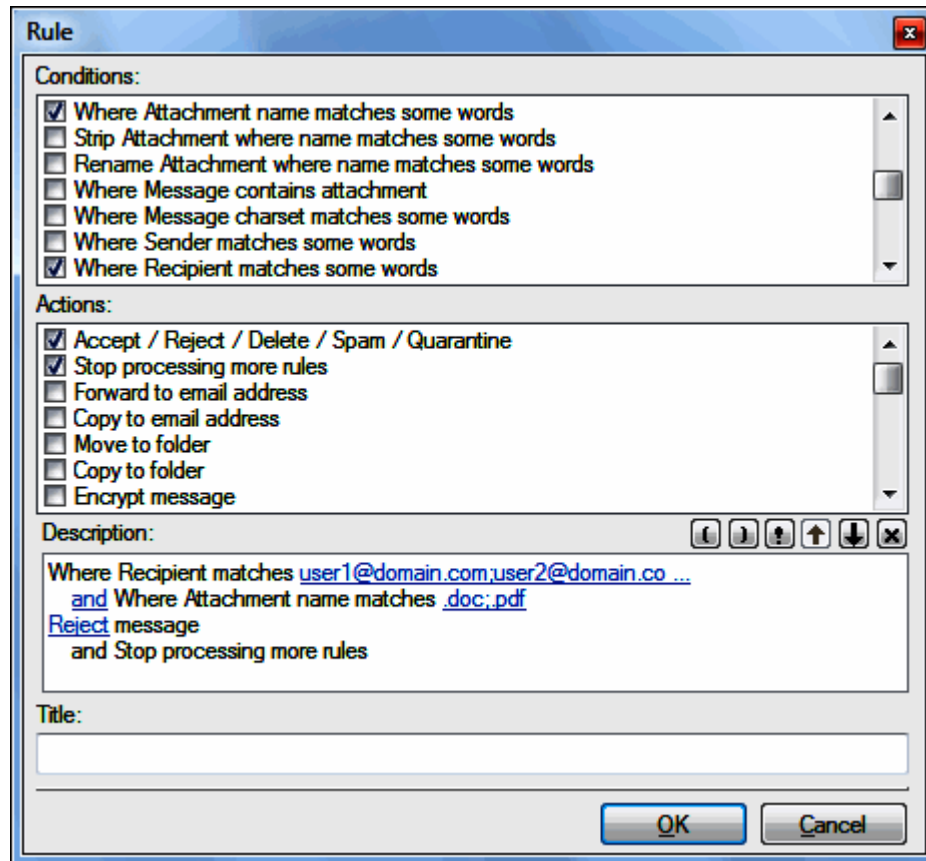 Rule
Conditions:
Where Attachment name matches some words
Strip Attachment where name matches some words
Rename Attachment where name matches some words
Where Message contains attachment
Where Message charset matches some words
Where Sender matches some words
Where Recipient matches some words
Actions:
Accept / Reject / Delete / Spam / Quarantine
Stop processing more rules
Forward to email address
Copy to email address
Move to folder
Copy to folder
Encrypt message
Description:
Where Recipient matches user1@domain.com;user2@domain.co ...
and Where Attachment name matches .doc;.pdf
Reject message
and Stop processing more rules
Title:
OK Cancel